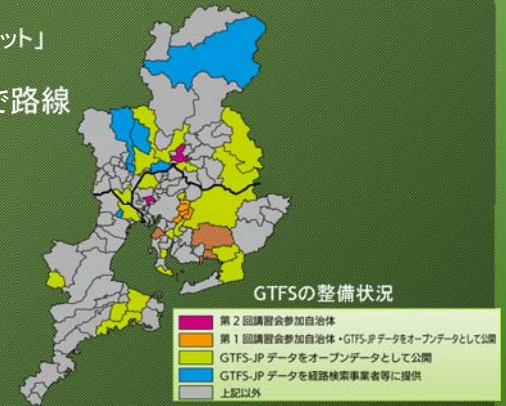 ット」
で路線
GTFSの整備状況
第2回講習会参加自治体
第1回講習会参加自治体・GTFS-JPデータをオープンデータとして公開
GTFS-JPデータをオープンデータとして公開
GTFS-JPデータを経路検索事業者等に提供
上記以外